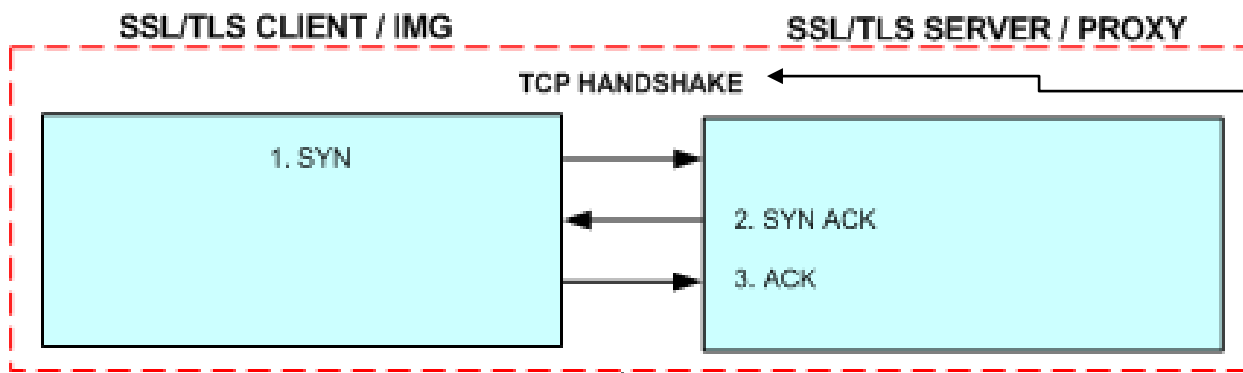 SSL/TLS CLIENT / IMG
SSL/TLS SERVER / PROXY
TCP HANDSHAKE
1. SYN
2. SYN ACK
3. ACK